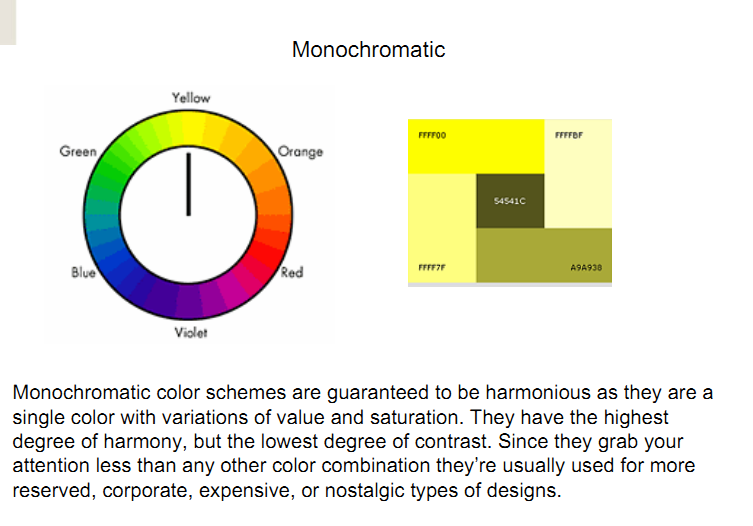 Monochromatic
Yellow
Green
Orange
Blue
Red
Violet
FFFF00
FFFFBF
54541C
FFFF7F
A9A938
Monochromatic color schemes are guaranteed to be harmonious as they are a
single color with variations of value and saturation. They have the highest
degree of harmony, but the lowest degree of contrast. Since they grab your
attention less than any other color combination they’re usually used for more
reserved, corporate, expensive, or nostalgic types of designs.